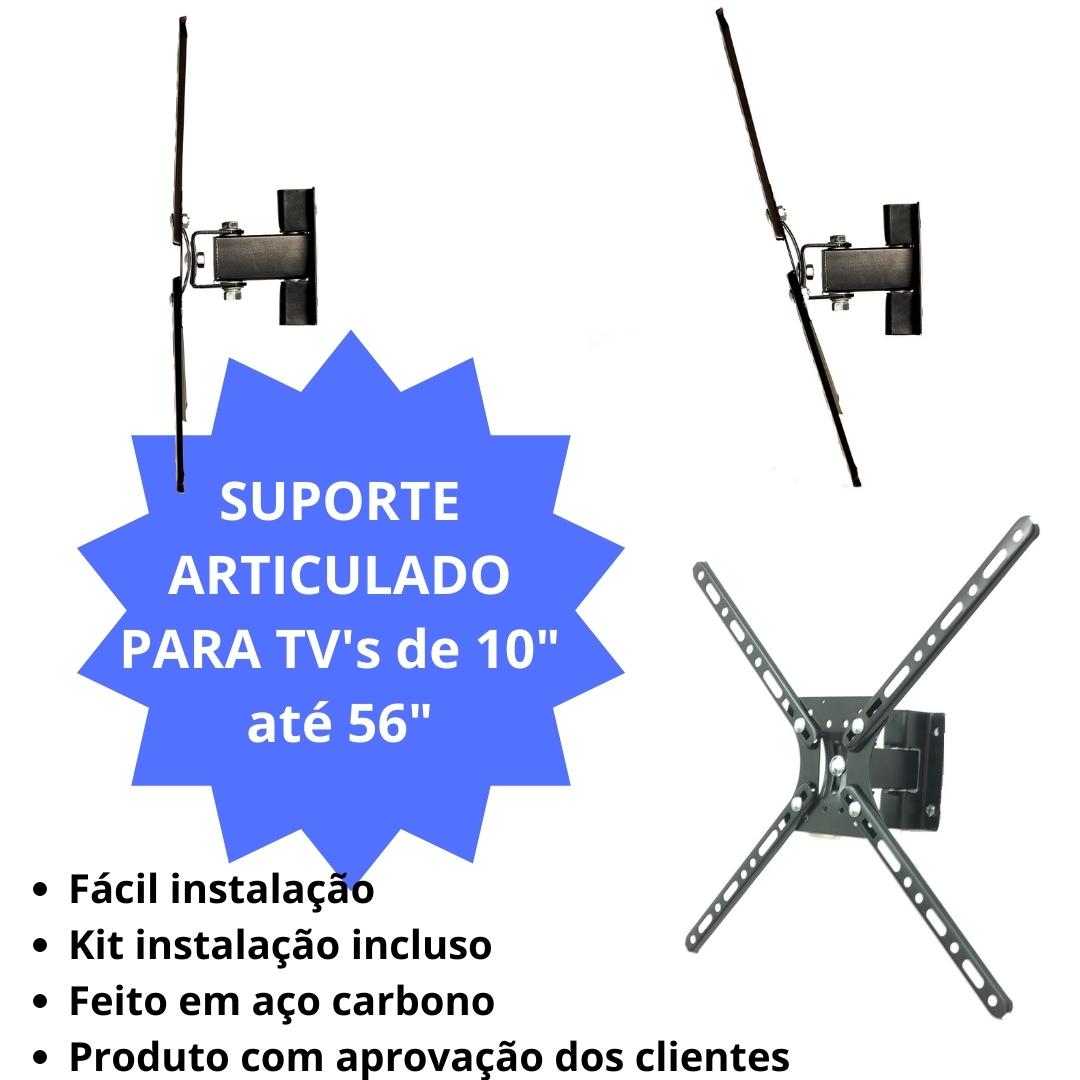 SUPORTE
ARTICULADO
PARA TV's de 10"
até 56"
• Fácil instalação
• Kit instalação incluso
• Feito em aço carbono
• Produto com aprovação dos clientes